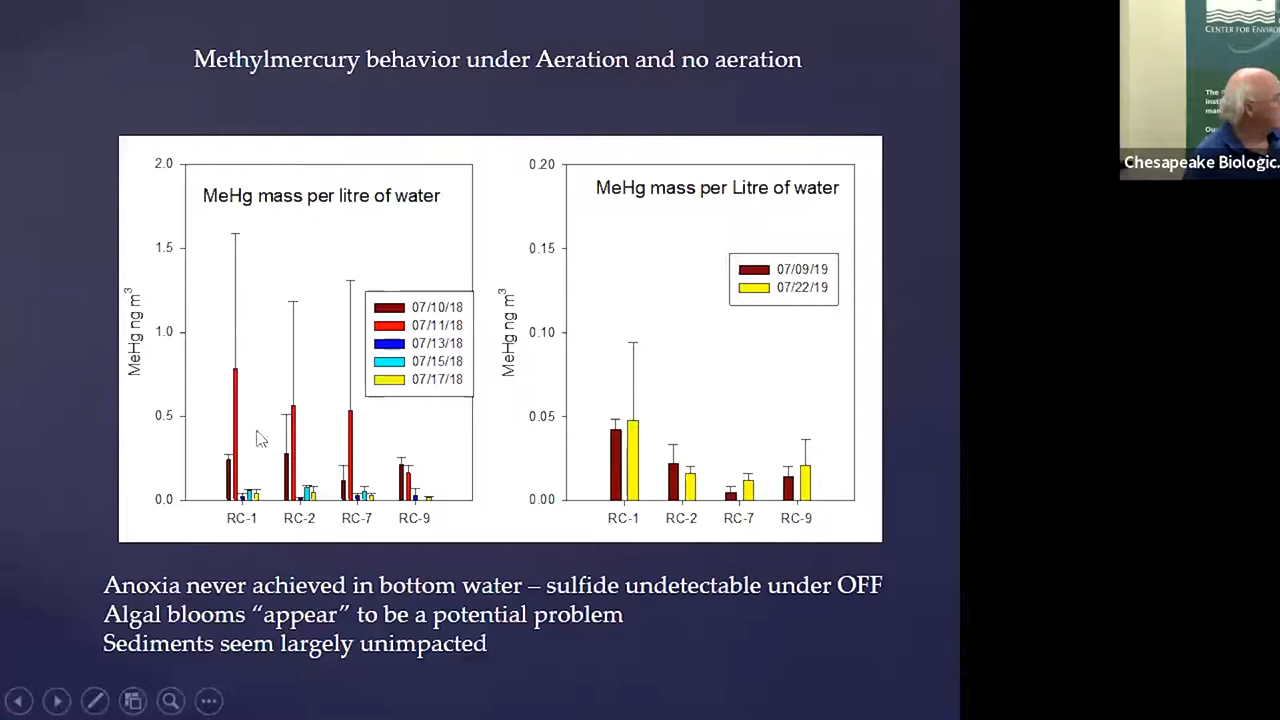 Methylmercury behavior under Aeration and no aeration
2.0
1.5
1.0
0.5
0.0
MeHg ng m3
MeHg mass per litre of water
07/10/18
07/11/18
07/13/18
07/15/18
07/17/18
RC-1 RC-2 RC-7 RC-9
0.20
0.15
0.10
0.05
0.00
MeHg ng m3
MeHg mass per Litre of water
07/09/19
07/22/19
RC-1 RC-2 RC-7 RC-9
Anoxia never achieved in bottom water – sulfide undetectable under OFF
Algal blooms “appear” to be a potential problem
Sediments seem largely unimpacted
CENTER FOR
The
Chesapeake Biologic...